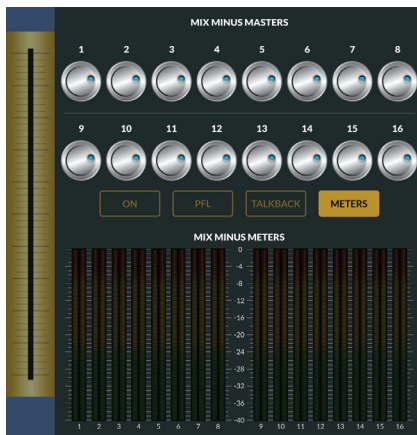 MIX MINUS MASTERS
1 2 3 4 5 6 7 8
9 10 11 12 13 14 15 16
ON PFL TALKBACK METERS
MIX MINUS METERS
0
-4
-8
-12
-16
-20
-24
-28
-32
-36
-40
1 2 3 4 5 6 7 8 9 10 11 12 13 14 15 16